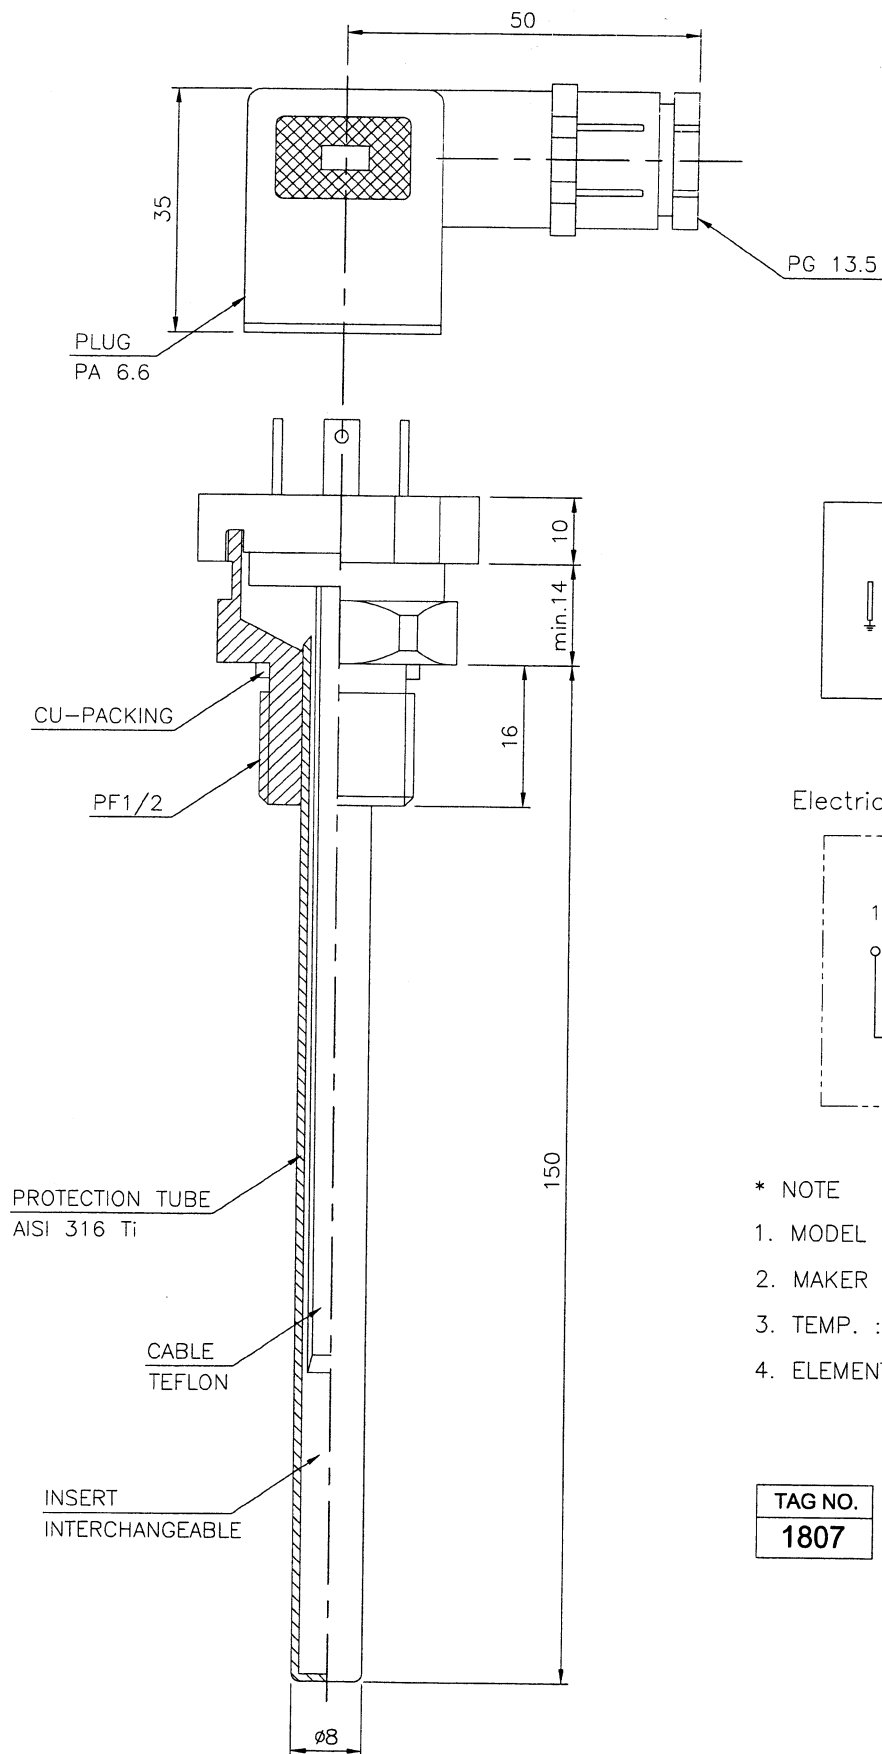 50
35
PG 13.5
PLUG
PA 6.6
10
min.14
CU-PACKING
16
PF1/2
Electric
1
150
PROTECTION TUBE
AISI 316 Ti
* NOTE
1. MODEL
2. MAKER
3. TEMP. :
4. ELEMENT
CABLE
TEFLON
INSERT
INTERCHANGEABLE
TAG NO.
1807
ø8